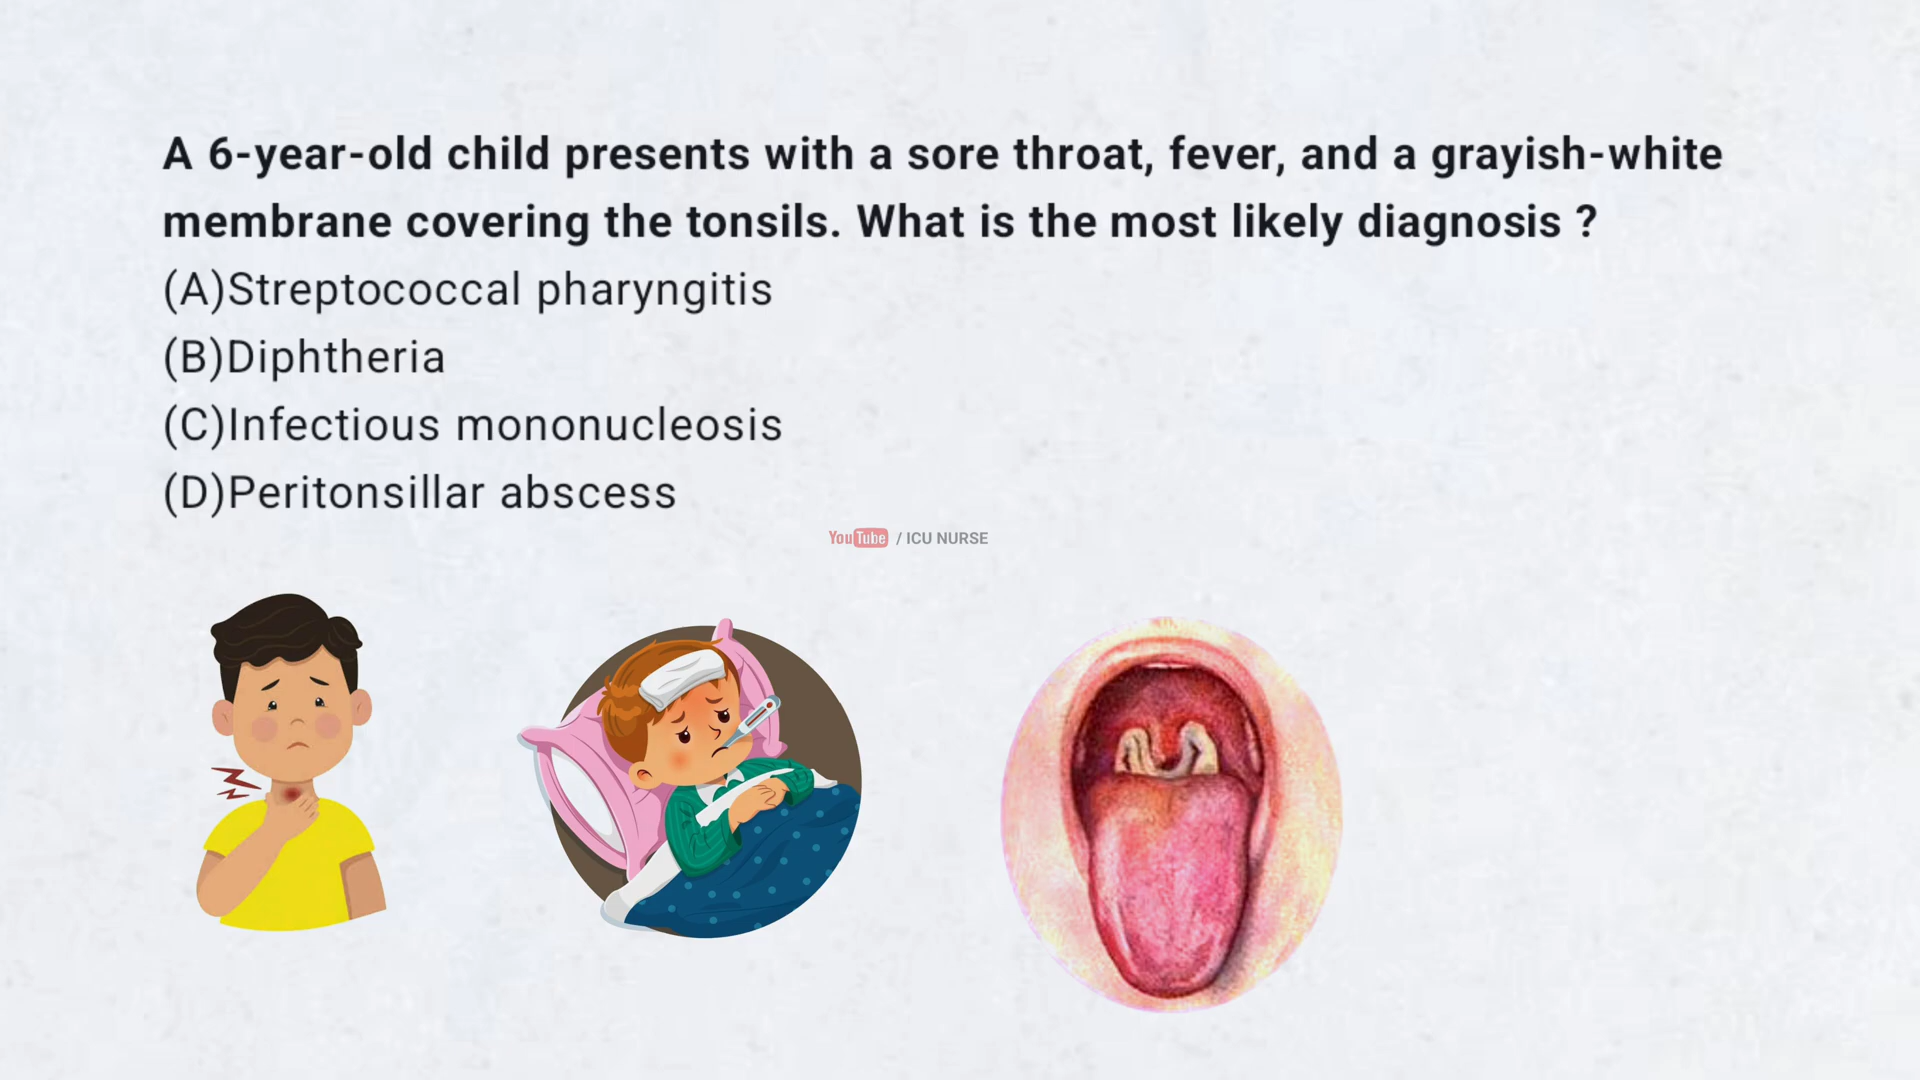 A 6-year-old child presents with a sore throat, fever, and a grayish-white
membrane covering the tonsils. What is the most likely diagnosis ?
(A)Streptococcal pharyngitis
(B)Diphtheria
(C)Infectious mononucleosis
(D)Peritonsillar abscess
YouTube / ICU NURSE